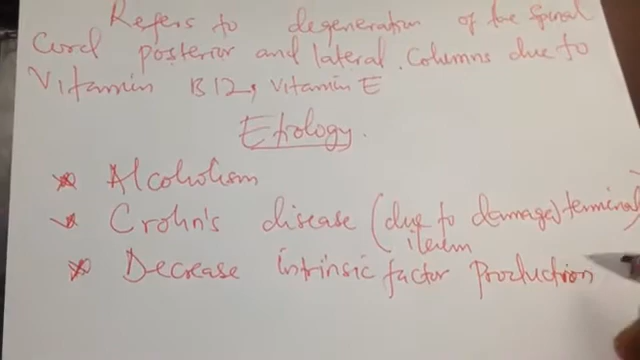 Refers to degeneration of the Spinal
Cord posterior and lateral. Columns due to
Vitamin B12, Vitamin E
Etiology.
* Alcoholism
* Crohn's disease (due to damage) terminal)
ileum
* Decrease intrinsic factor Production